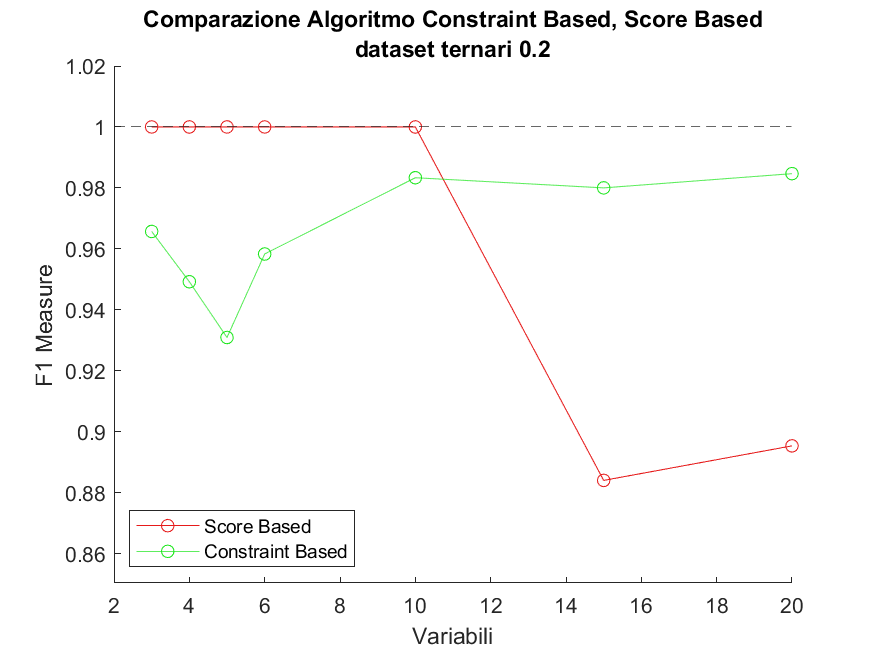 Comparazione Algoritmo Constraint Based, Score Based
dataset ternari 0.2
1.02
1
0.98
0.96
0.94
0.92
0.9
0.88
0.86
F1 Measure
Score Based
Constraint Based
2 4 6 8 10 12 14 16 18 20
Variabili